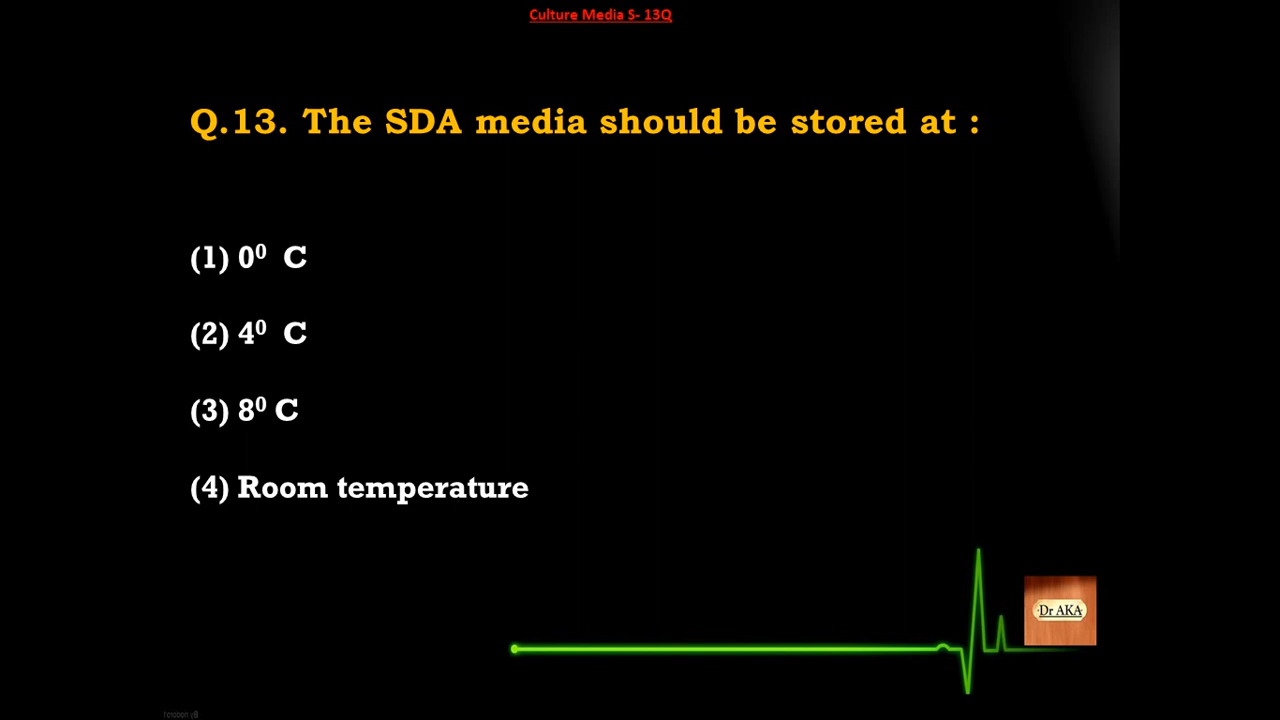 Culture Media S- 13Q
Q.13. The SDA media should be stored at :
(1) 0⁰ C
(2) 4⁰ C
(3) 8⁰ C
(4) Room temperature
Dr AKA